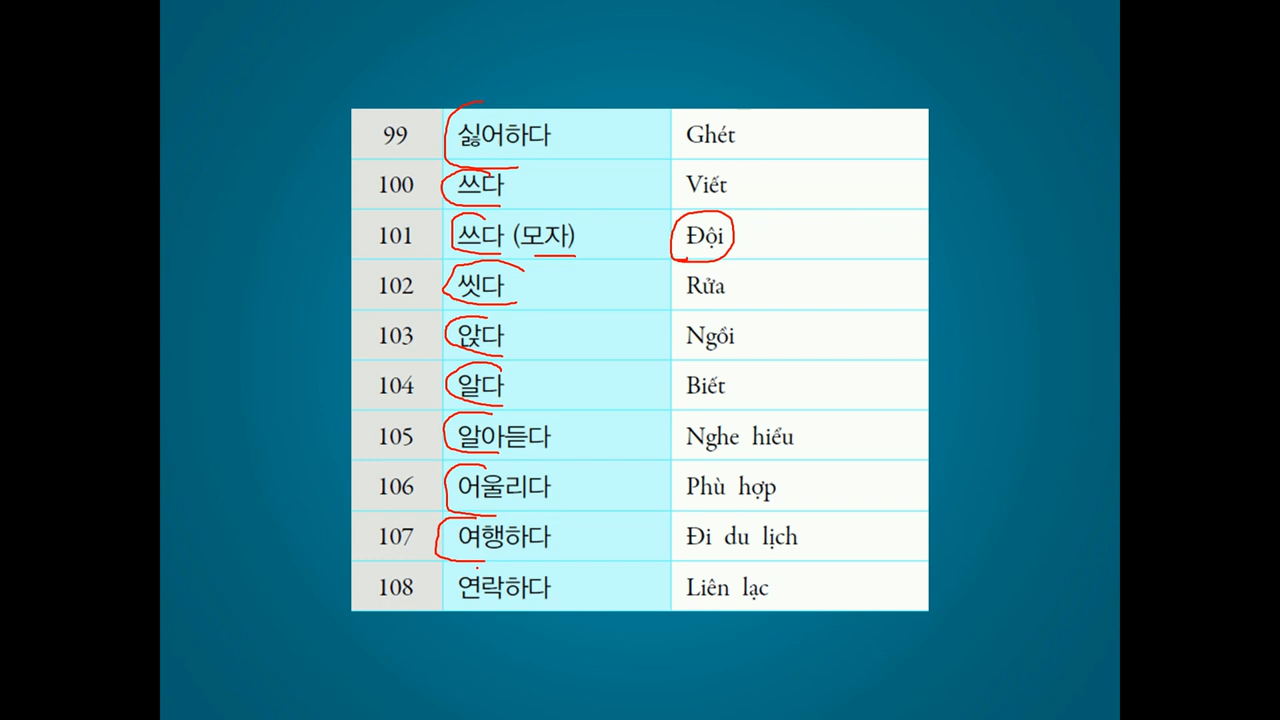 99 싫어하다 Ghét
100 쓰다 Viết
101 쓰다 (모자) Đội
102 씻다 Rửa
103 앉다 Ngồi
104 알다 Biết
105 알아듣다 Nghe hiểu
106 어울리다 Phù hợp
107 여행하다 Đi du lịch
108 연락하다 Liên lạc